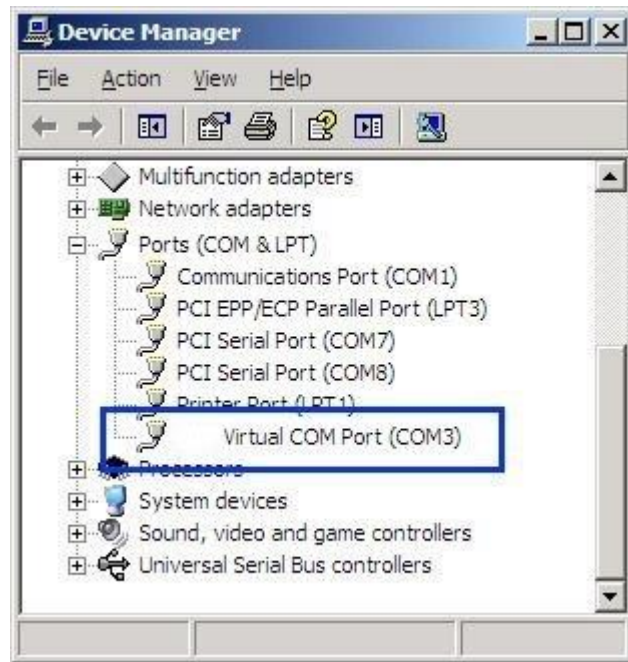 Device Manager
File Action View Help
Multifunction adapters
Network adapters
Ports (COM & LPT)
Communications Port (COM1)
PCI EPP/ECP Parallel Port (LPT3)
PCI Serial Port (COM7)
PCI Serial Port (COM8)
Printer Port (LPT1)
Virtual COM Port (COM3)
Processors
System devices
Sound, video and game controllers
Universal Serial Bus controllers